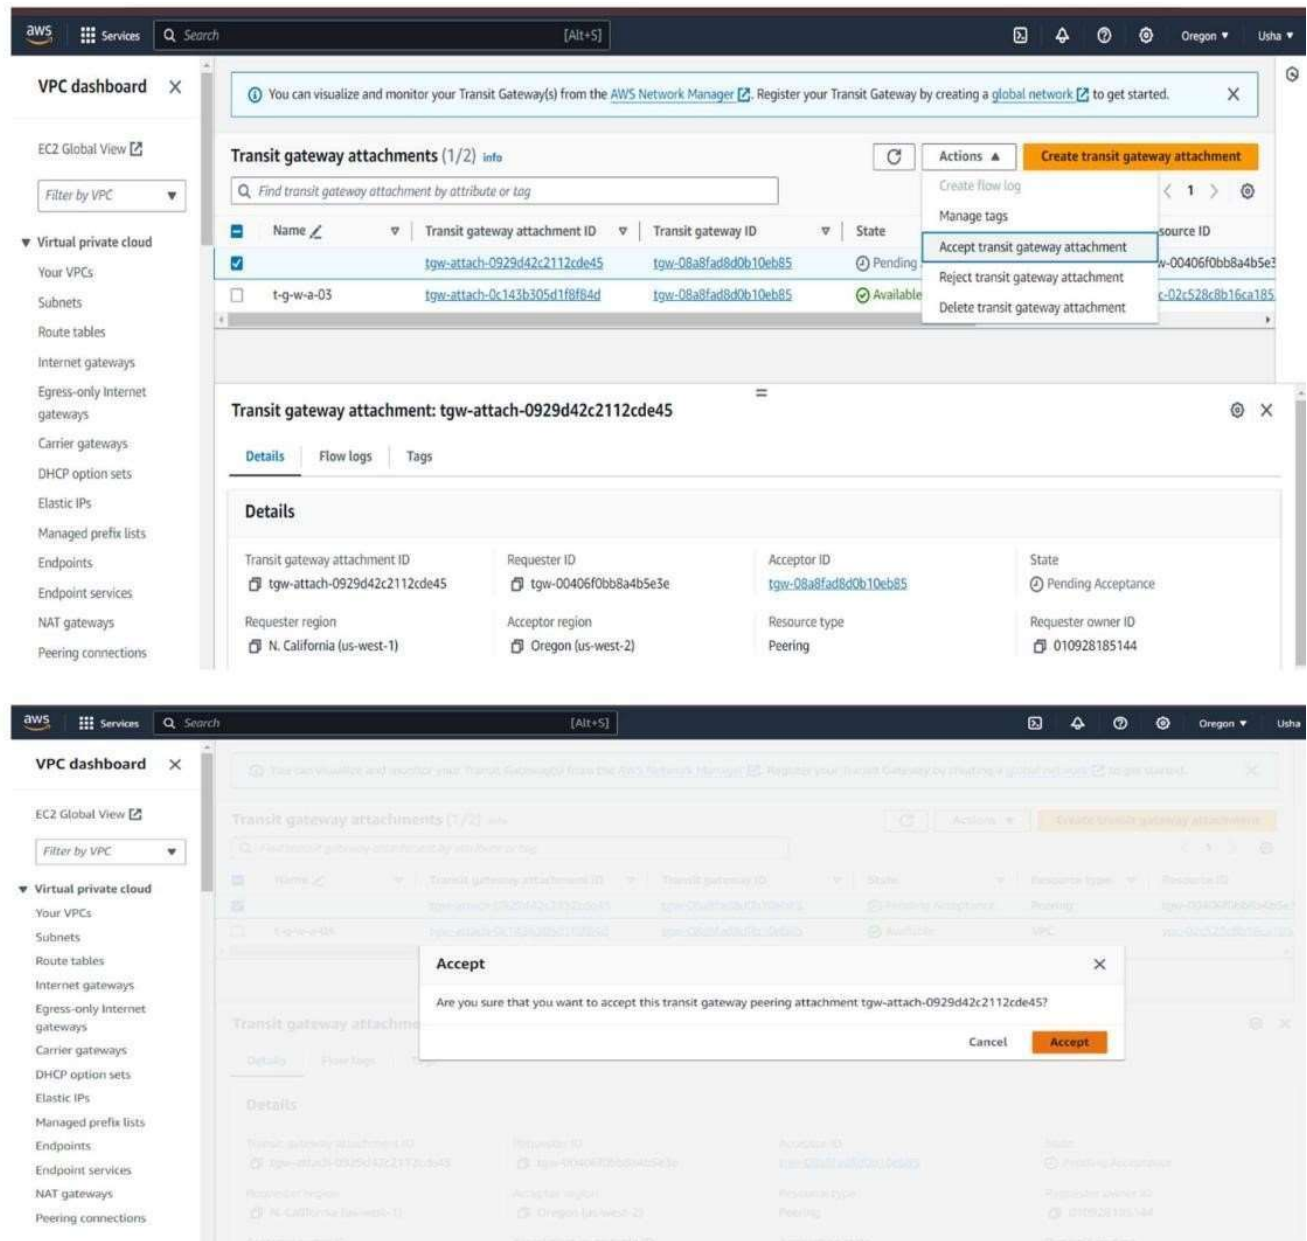 aws Services Search [Alt+S] Oregon Usha
VPC dashboard
You can visualize and monitor your Transit Gateway(s) from the AWS Network Manager. Register your Transit Gateway by creating a global network to get started.
EC2 Global View
Filter by VPC
Virtual private cloud
Your VPCs
Subnets
Route tables
Internet gateways
Egress-only Internet
gateways
Carrier gateways
DHCP option sets
Elastic IPs
Managed prefix lists
Endpoints
Endpoint services
NAT gateways
Peering connections
Transit gateway attachments (1/2) info
Actions Create transit gateway attachment
Find transit gateway attachment by attribute or tag
1
Create flow log
Manage tags
Accept transit gateway attachment
Reject transit gateway attachment
Delete transit gateway attachment
Name Transit gateway attachment ID Transit gateway ID State source ID
tgw-attach-0929d42c2112cde45 tgw-08a8fad8d0b10eb85 Pending w-00406f0bb8a4b5e3
t-g-w-a-03 tgw-attach-0c143b305d1f8f84d tgw-08a8fad8d0b10eb85 Available c-02c528c8b16ca185
Transit gateway attachment: tgw-attach-0929d42c2112cde45
Details Flow logs Tags
Details
Transit gateway attachment ID Requester ID Acceptor ID State
tgw-attach-0929d42c2112cde45 tgw-00406f0bb8a4b5e3e tgw-08a8fad8d0b10eb85 Pending Acceptance
Requester region Acceptor region Resource type Requester owner ID
N. California (us-west-1) Oregon (us-west-2) Peering 010928185144
aws Services Search [Alt+S] Oregon Usha
VPC dashboard
EC2 Global View
Filter by VPC
Virtual private cloud
Your VPCs
Subnets
Route tables
Internet gateways
Egress-only Internet
gateways
Carrier gateways
DHCP option sets
Elastic IPs
Managed prefix lists
Endpoints
Endpoint services
NAT gateways
Peering connections
Transit gateway attachments (1/2)
Accept
Are you sure that you want to accept this transit gateway peering attachment tgw-attach-0929d42c2112cde45?
Cancel Accept
Transit gateway attachme
Details Flow logs
Details